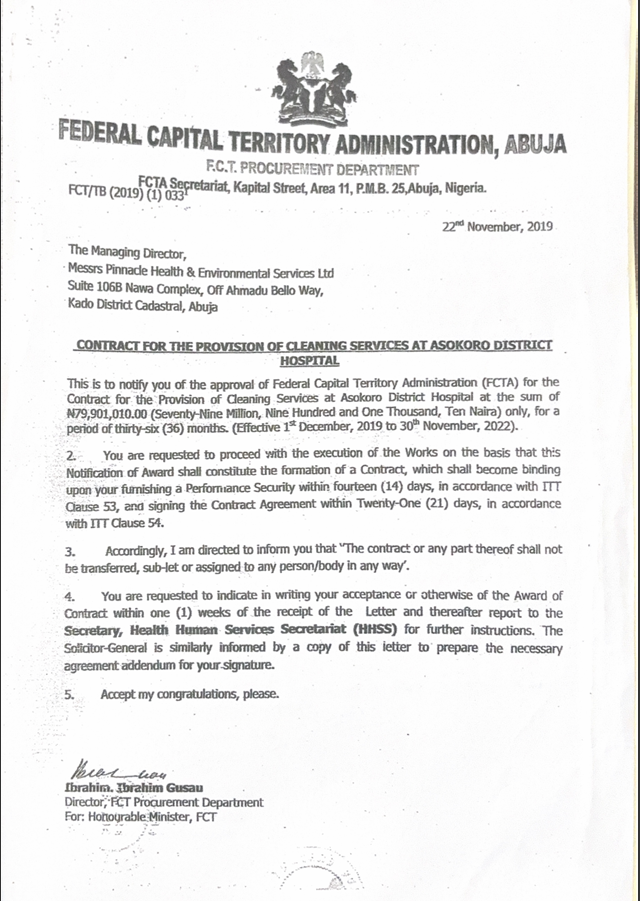 FEDERAL CAPITAL TERRITORY ADMINISTRATION, ABUJA
F.C.T. PROCUREMENT DEPARTMENT
FCTA Secretariat, Kapital Street, Area 11, P.M.B. 25,Abuja, Nigeria.
FCT/TB (2019) (1) 033
22nd November, 2019
The Managing Director,
Messrs Pinnacle Health & Environmental Services Ltd
Suite 106B Nawa Complex, Off Ahmadu Bello Way,
Kado District Cadastral, Abuja
CONTRACT FOR THE PROVISION OF CLEANING SERVICES AT ASOKORO DISTRICT
HOSPITAL
This is to notify you of the approval of Federal Capital Territory Administration (FCTA) for the
Contract for the Provision of Cleaning Services at Asokoro District Hospital at the sum of
₦79,901,010.00 (Seventy-Nine Million, Nine Hundred and One Thousand, Ten Naira) only, for a
period of thirty-six (36) months. (Effective 1st December, 2019 to 30th November, 2022).
2. You are requested to proceed with the execution of the Works on the basis that this
Notification of Award shall constitute the formation of a Contract, which shall become binding
upon your furnishing a Performance Security within fourteen (14) days, in accordance with ITT
Clause 53, and signing the Contract Agreement within Twenty-One (21) days, in accordance
with ITT Clause 54.
3. Accordingly, I am directed to inform you that "The contract or any part thereof shall not
be transferred, sub-let or assigned to any person/body in any way'.
4. You are requested to indicate in writing your acceptance or otherwise of the Award of
Contract within one (1) weeks of the receipt of the Letter and thereafter report to the
Secretary, Health Human Services Secretariat (HHSS) for further instructions. The
Solicitor-General is similarly informed by a copy of this letter to prepare the necessary
agreement addendum for your signature.
5. Accept my congratulations, please.
Ibrahim. Ibrahim Gusau
Director, FCT Procurement Department
For: Honourable Minister, FCT